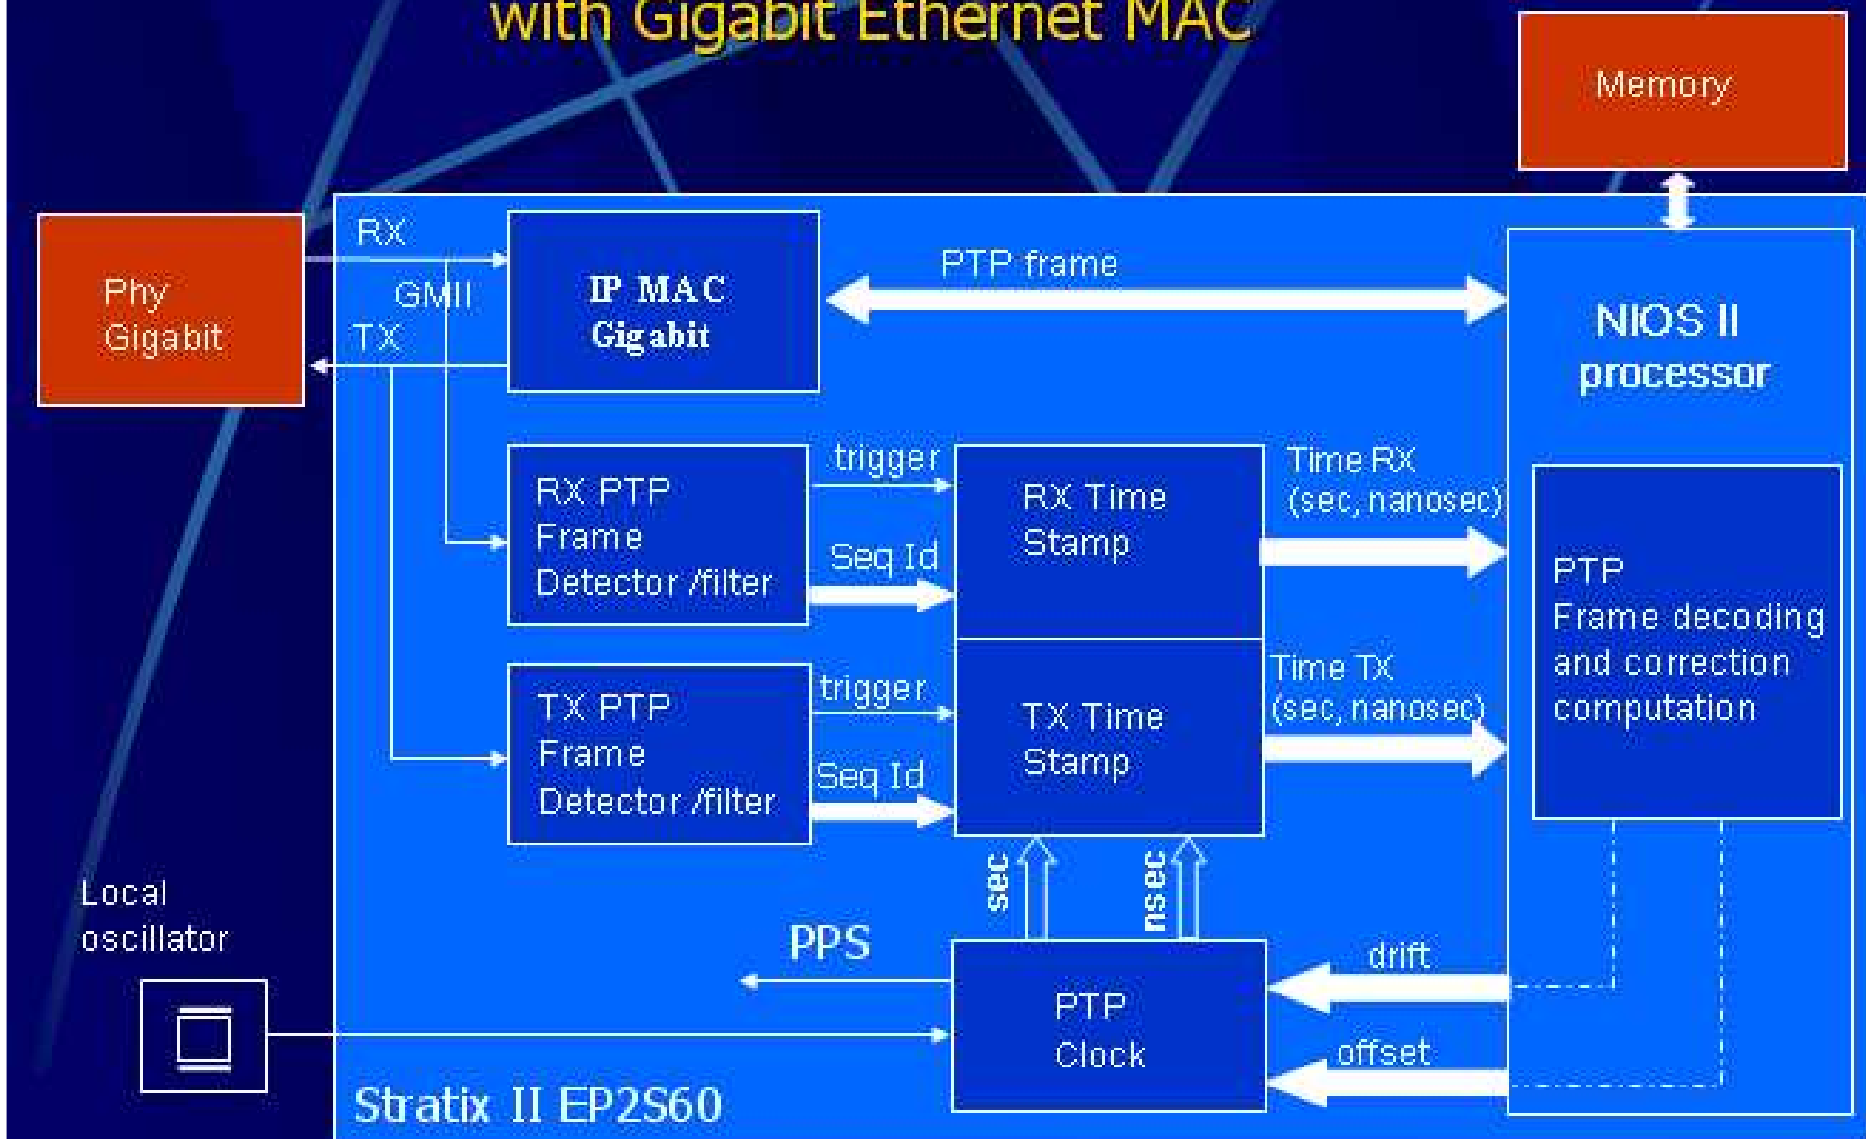 with Gigabit Ethernet MAC
Memory
RX
GMII
TX
Phy
Gigabit
IP MAC
Gigabit
PTP frame
NIOS II
processor
RX PTP
Frame
Detector /filter
trigger
Seq Id
RX Time
Stamp
Time RX
(sec, nanosec)
PTP
Frame decoding
and correction
computation
TX PTP
Frame
Detector /filter
trigger
Seq Id
TX Time
Stamp
Time TX
(sec, nanosec)
sec
nsec
Local
oscillator
PPS
PTP
Clock
drift
offset
Stratix II EP2S60